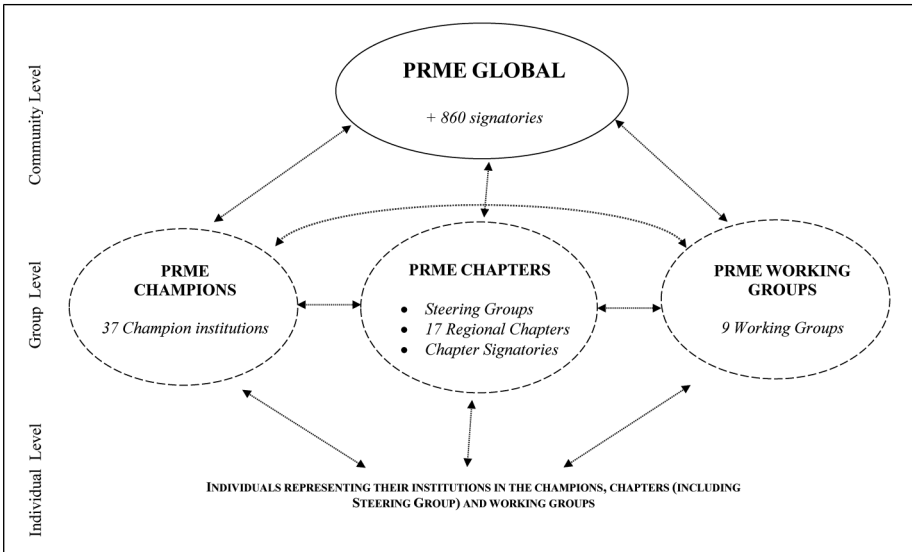 Community Level
PRME GLOBAL
+ 860 signatories
Group Level
PRME
CHAMPIONS
37 Champion institutions
PRME CHAPTERS
• Steering Groups
• 17 Regional Chapters
• Chapter Signatories
PRME WORKING
GROUPS
9 Working Groups
Individual Level
INDIVIDUALS REPRESENTING THEIR INSTITUTIONS IN THE CHAMPIONS, CHAPTERS (INCLUDING
STEERING GROUP) AND WORKING GROUPS